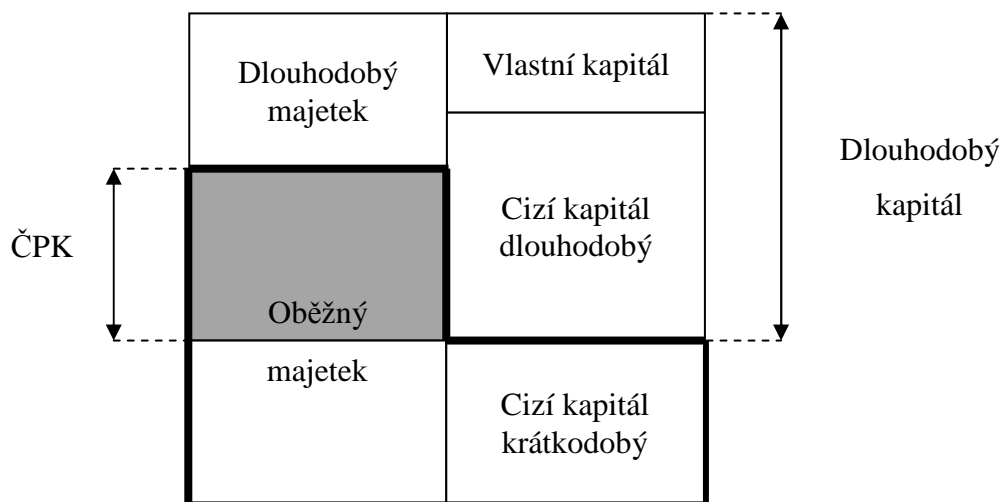 Dlouhodobý
majetek
Vlastní kapitál
Dlouhodobý
kapitál
Cizí kapitál
dlouhodobý
ČPK
Oběžný
majetek
Cizí kapitál
krátkodobý